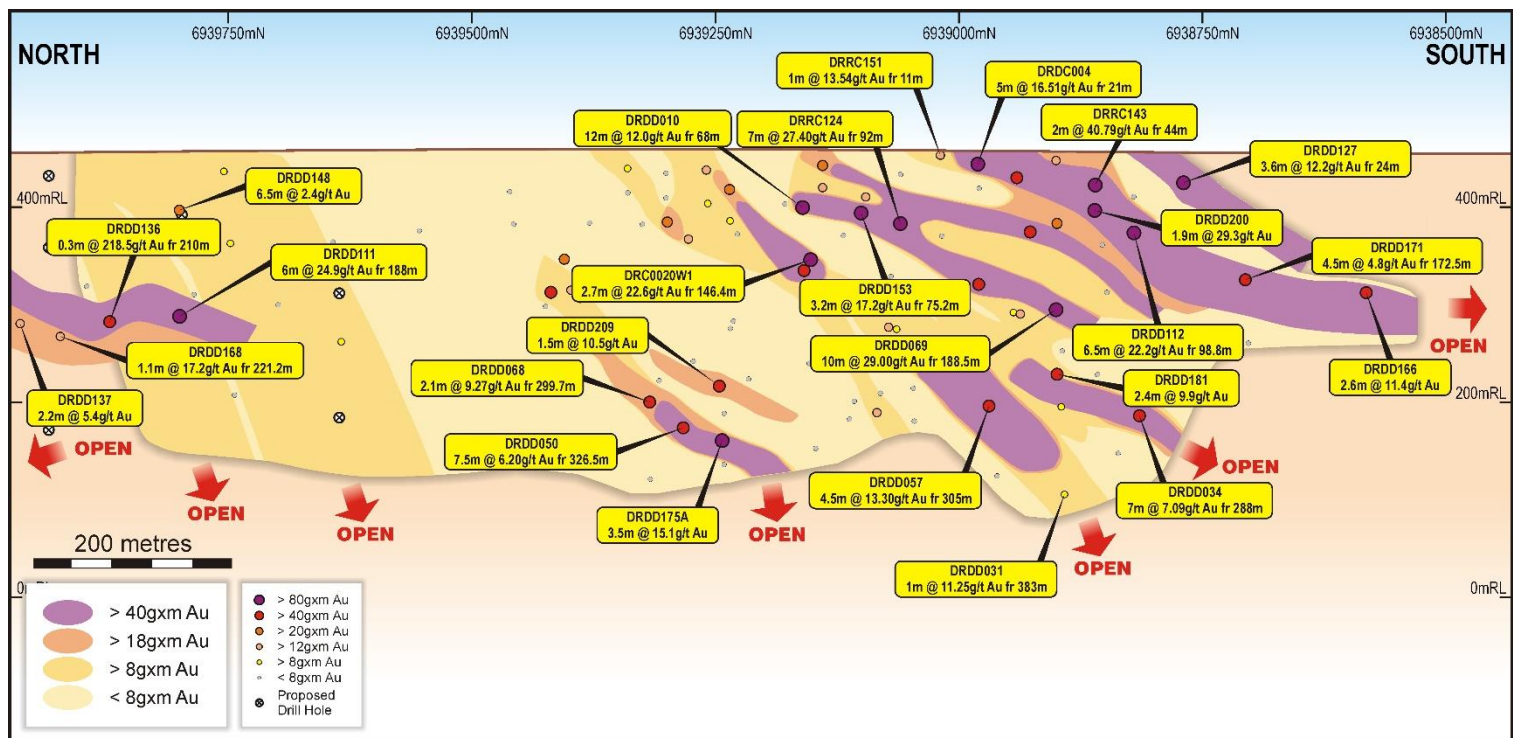 6939750mN
6939500mN
6939250mN
6939000mN
6938750mN
6938500mN
NORTH
SOUTH
DRRC151
1m @ 13.54g/t Au fr 11m
DRDC004
5m @ 16.51g/t Au fr 21m
DRDD010
12m @ 12.0g/t Au fr 68m
DRRC124
7m @ 27.40g/t Au fr 92m
DRRC143
2m @ 40.79g/t Au fr 44m
DRDD127
3.6m @ 12.2g/t Au fr 24m
DRDD148
6.5m @ 2.4g/t Au
400mRL
400mRL
DRDD136
0.3m @ 218.5g/t Au fr 210m
DRDD111
6m @ 24.9g/t Au fr 188m
DRC0020W1
2.7m @ 22.6g/t Au fr 146.4m
DRDD153
3.2m @ 17.2g/t Au fr 75.2m
DRDD200
1.9m @ 29.3g/t Au
DRDD171
4.5m @ 4.8g/t Au fr 172.5m
DRDD209
1.5m @ 10.5g/t Au
DRDD069
10m @ 29.00g/t Au fr 188.5m
DRDD112
6.5m @ 22.2g/t Au fr 98.8m
OPEN
DRDD168
1.1m @ 17.2g/t Au fr 221.2m
DRDD068
2.1m @ 9.27g/t Au fr 299.7m
DRDD181
2.4m @ 9.9g/t Au
DRDD166
2.6m @ 11.4g/t Au
DRDD137
2.2m @ 5.4g/t Au
200mRL
OPEN
DRDD050
7.5m @ 6.20g/t Au fr 326.5m
OPEN
DRDD057
4.5m @ 13.30g/t Au fr 305m
DRDD034
7m @ 7.09g/t Au fr 288m
OPEN
OPEN
DRDD175A
3.5m @ 15.1g/t Au
OPEN
OPEN
DRDD031
1m @ 11.25g/t Au fr 383m
200 metres
0mRL
> 40gxm Au
> 18gxm Au
> 8gxm Au
< 8gxm Au
> 80gxm Au
> 40gxm Au
> 20gxm Au
> 12gxm Au
> 8gxm Au
< 8gxm Au
Proposed
Drill Hole